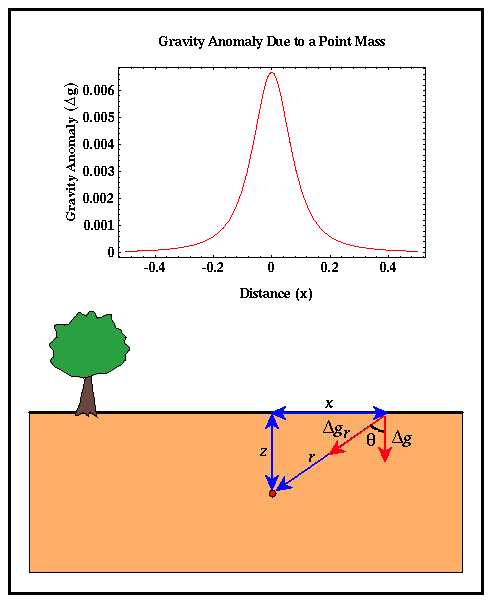 Gravity Anomaly Due to a Point Mass
Gravity Anomaly (Δg)
0.006
0.005
0.004
0.003
0.002
0.001
0
-0.4 -0.2 0 0.2 0.4
Distance (x)
x
Δg_r θ Δg
z r